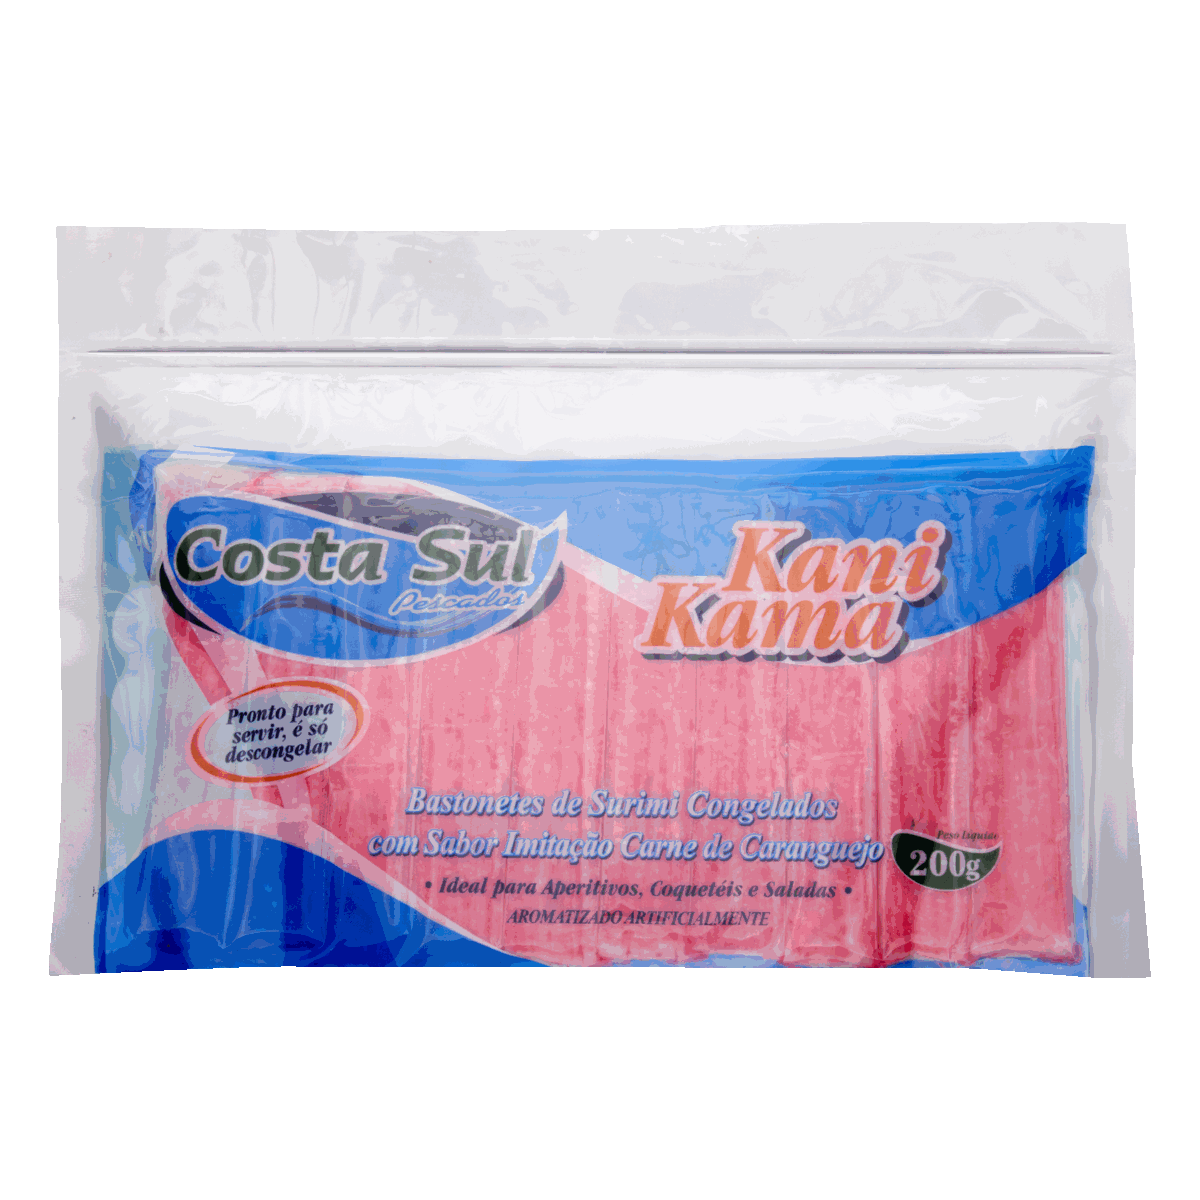 Costa Sul
Pescados
Kani
Kama
Pronto para
servir, é só
descongelar
Bastonetes de Surimi Congelados
com Sabor Imitação Carne de Caranguejo
• Ideal para Aperitivos, Coquetéis e Saladas •
AROMATIZADO ARTIFICIALMENTE
Peso Líquido
200g